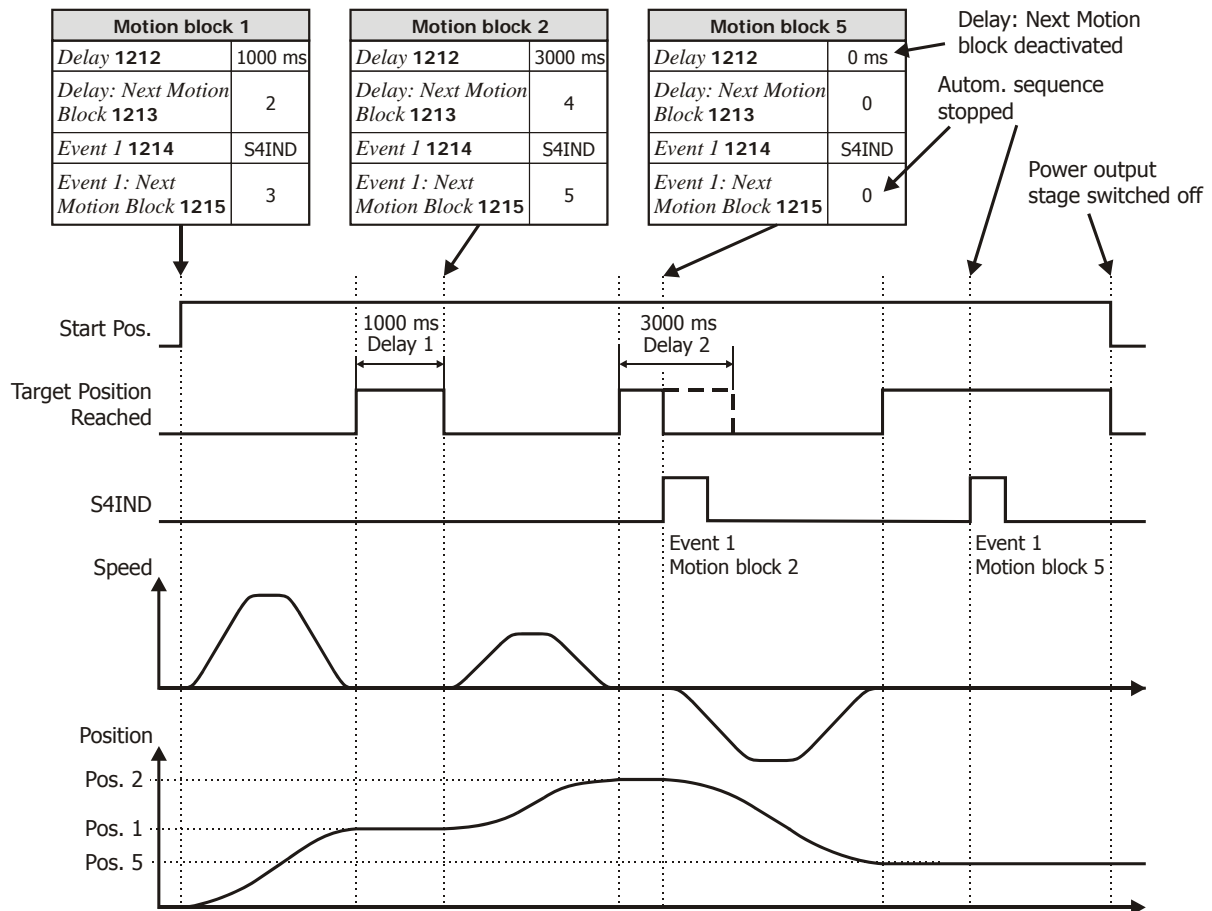 Motion block 1
Delay 1212 1000 ms
Delay: Next Motion
Block 1213 2
Event 1 1214 S4IND
Event 1: Next
Motion Block 1215 3
Motion block 2
Delay 1212 3000 ms
Delay: Next Motion
Block 1213 4
Event 1 1214 S4IND
Event 1: Next
Motion Block 1215 5
Motion block 5
Delay 1212 0 ms
Delay: Next Motion
Block 1213 0
Event 1 1214 S4IND
Event 1: Next
Motion Block 1215 0
Delay: Next Motion
block deactivated
Autom. sequence
stopped
Power output
stage switched off
Start Pos.
1000 ms
Delay 1
3000 ms
Delay 2
Target Position
Reached
S4IND
Event 1
Motion block 2
Event 1
Motion block 5
Speed
Position
Pos. 2
Pos. 1
Pos. 5